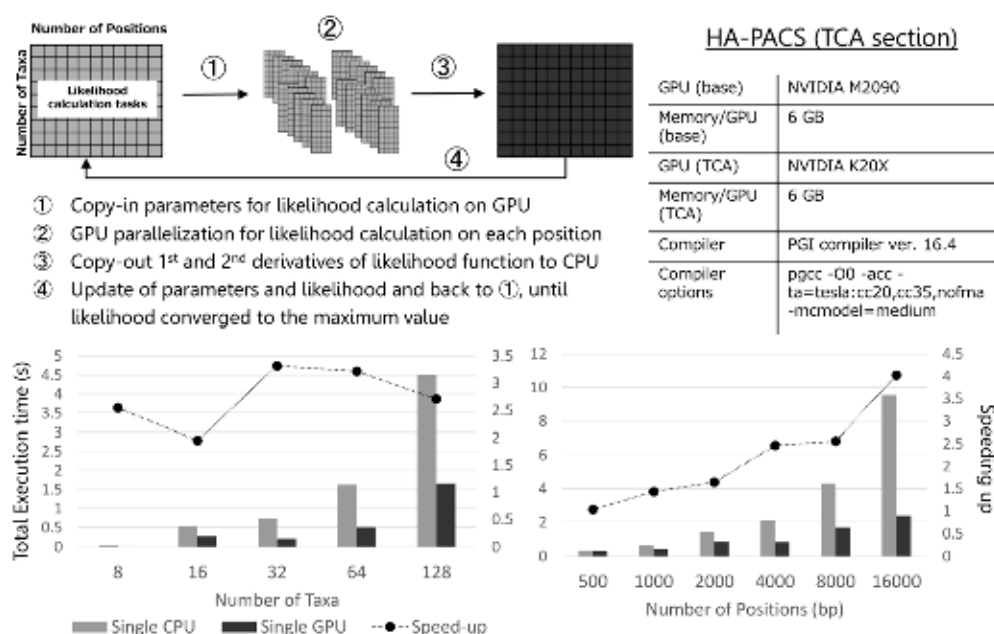 Number of Positions
②
HA-PACS (TCA section)
Number of Taxa
Likelihood
calculation tasks
①
③
④
GPU (base) NVIDIA M2090
Memory/GPU 6 GB
(base)
GPU (TCA) NVIDIA K20X
Memory/GPU 6 GB
(TCA)
Compiler PGI compiler ver. 16.4
Compiler pgcc -O0 -acc -
options ta=tesla:cc20,cc35,nofma
-mcmodel=medium
① Copy-in parameters for likelihood calculation on GPU
② GPU parallelization for likelihood calculation on each position
③ Copy-out 1st and 2nd derivatives of likelihood function to CPU
④ Update of parameters and likelihood and back to ①, until
likelihood converged to the maximum value
Total Execution time (s)
5
4.5
4
3.5
3
2.5
2
1.5
1
0.5
0
3.5
3
2.5
2
1.5
1
0.5
0
8 16 32 64 128
Number of Taxa
12
10
8
6
4
2
0
4.5
4
3.5
3
2.5
2
1.5
1
0.5
0
Speeding up
500 1000 2000 4000 8000 16000
Number of Positions (bp)
Single CPU Single GPU Speed-up